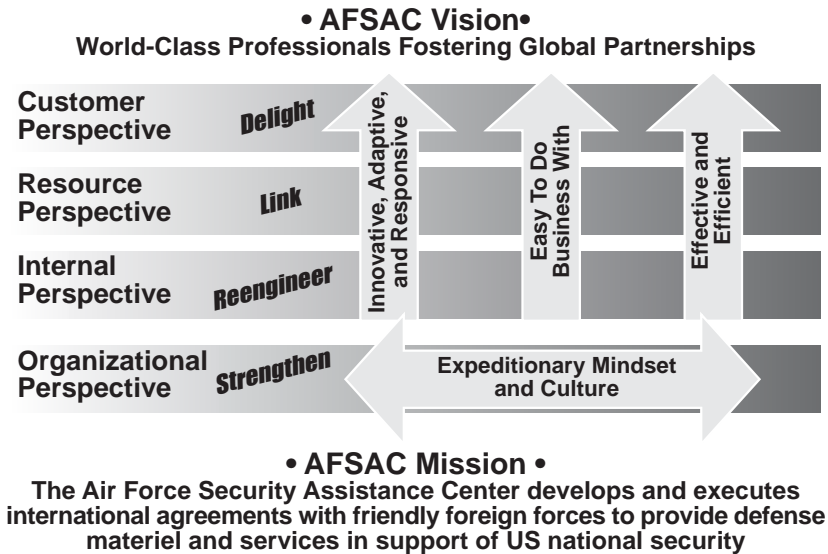 • AFSAC Vision•
World-Class Professionals Fostering Global Partnerships
Customer
Perspective
Delight
Resource
Perspective
Link
Internal
Perspective
Reengineer
Organizational
Perspective
Strengthen
Innovative, Adaptive,
and Responsive
Easy To Do
Business With
Effective and
Efficient
Expeditionary Mindset
and Culture
• AFSAC Mission •
The Air Force Security Assistance Center develops and executes
international agreements with friendly foreign forces to provide defense
materiel and services in support of US national security